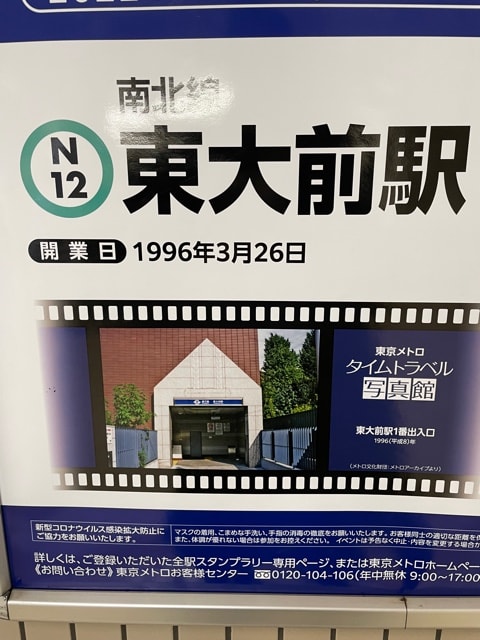 南北線
N
12
東大前駅
開業日 1996年3月26日
東京メトロ
タイムトラベル
写真館
東大前駅1番出入口
1996(平成8)年
(メトロ文化財団:メトロアーカイブより)
新型コロナウイルス感染拡大防止に
ご協力をお願いいたします。
マスクの着用、こまめな手洗い、手指の消毒の徹底をお願いいたします。お客様同士の適切な距離を
また、体調が優れない場合は参加をお控えください。 イベントは予告なく中止・内容を変更する場合が
詳しくは、ご登録いただいた全駅スタンプラリー専用ページ、または東京メトロホームペー
《お問い合わせ》東京メトロお客様センター 0120-104-106(年中無休 9:00~17:00